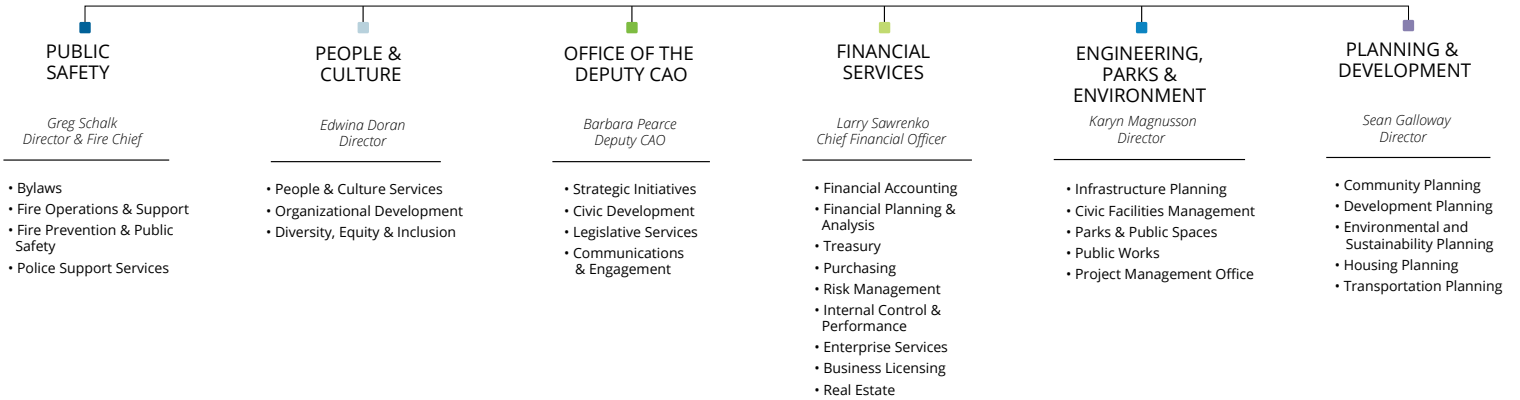 PUBLIC
SAFETY
Greg Schalk
Director & Fire Chief
• Bylaws
• Fire Operations & Support
• Fire Prevention & Public
Safety
• Police Support Services
PEOPLE &
CULTURE
Edwina Doran
Director
• People & Culture Services
• Organizational Development
• Diversity, Equity & Inclusion
OFFICE OF THE
DEPUTY CAO
Barbara Pearce
Deputy CAO
• Strategic Initiatives
• Civic Development
• Legislative Services
• Communications
& Engagement
FINANCIAL
SERVICES
Larry Sawrenko
Chief Financial Officer
• Financial Accounting
• Financial Planning &
Analysis
• Treasury
• Purchasing
• Risk Management
• Internal Control &
Performance
• Enterprise Services
• Business Licensing
• Real Estate
ENGINEERING,
PARKS &
ENVIRONMENT
Karyn Magnusson
Director
• Infrastructure Planning
• Civic Facilities Management
• Parks & Public Spaces
• Public Works
• Project Management Office
PLANNING &
DEVELOPMENT
Sean Galloway
Director
• Community Planning
• Development Planning
• Environmental and
Sustainability Planning
• Housing Planning
• Transportation Planning